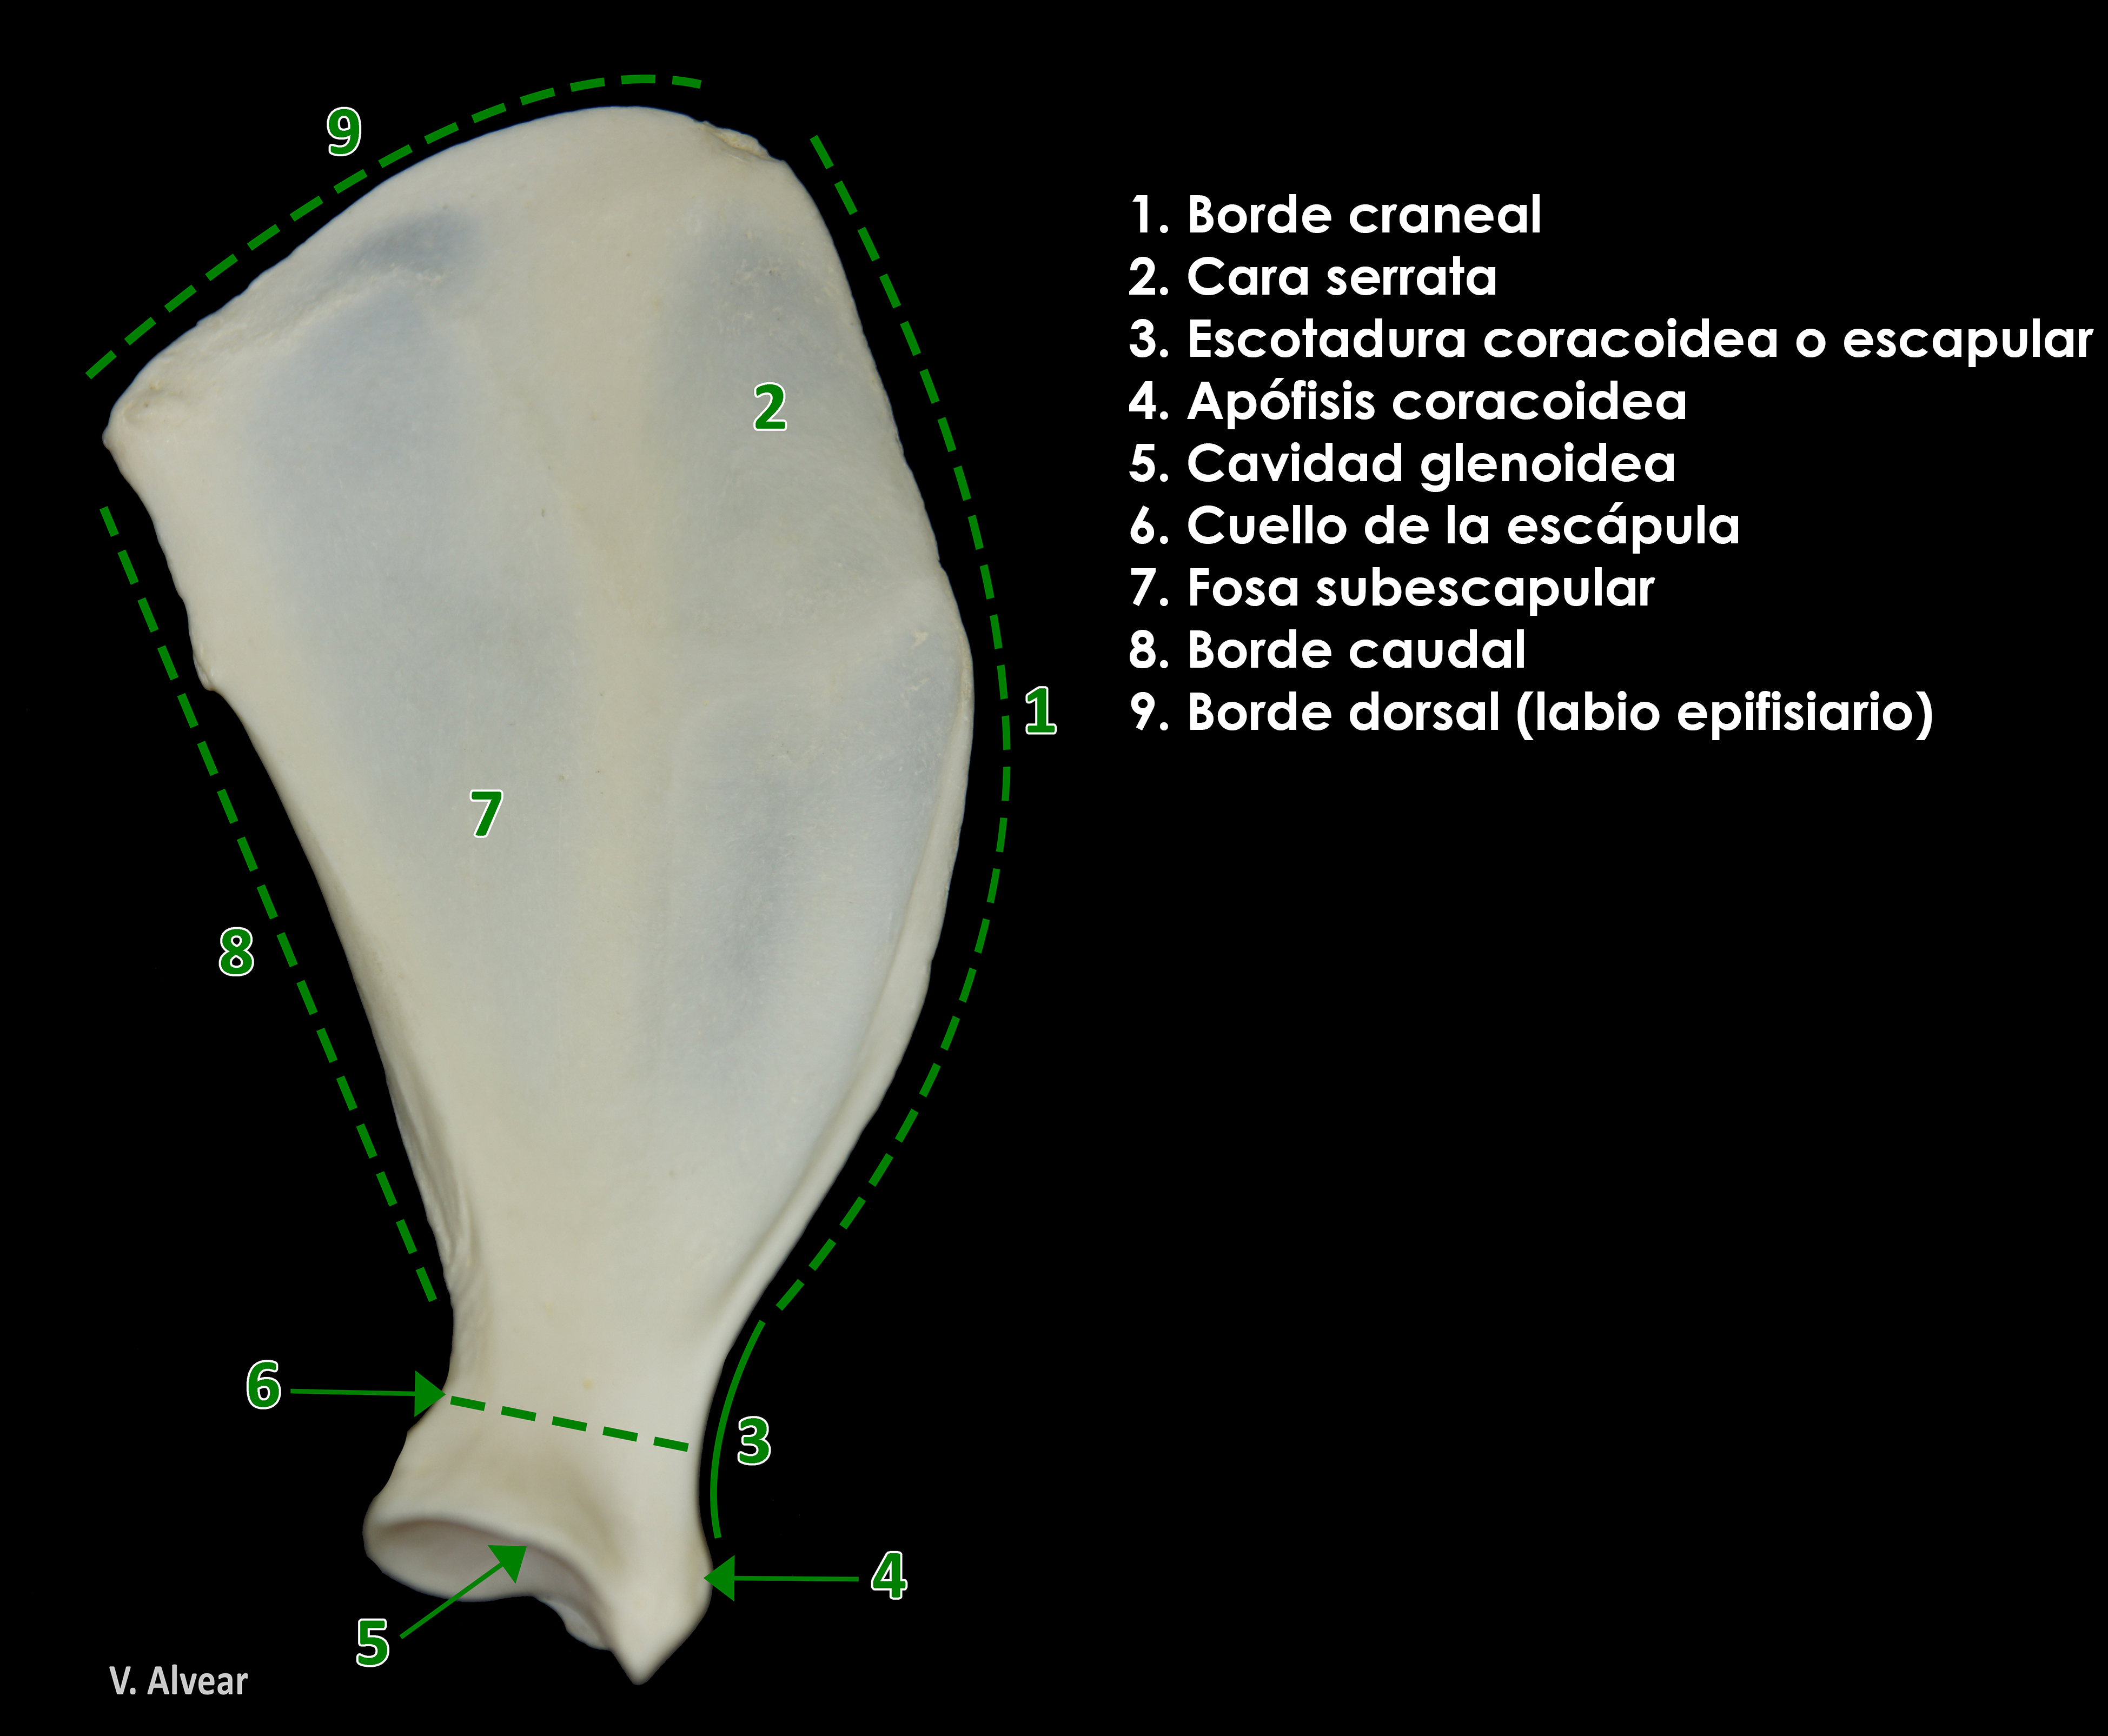 9
1. Borde craneal
2. Cara serrata
3. Escotadura coracoidea o escapular
4. Apófisis coracoidea
5. Cavidad glenoidea
6. Cuello de la escápula
7. Fosa subescapular
8. Borde caudal
9. Borde dorsal (labio epifisiario)
2
1
7
8
6
3
4
5
V. Alvear